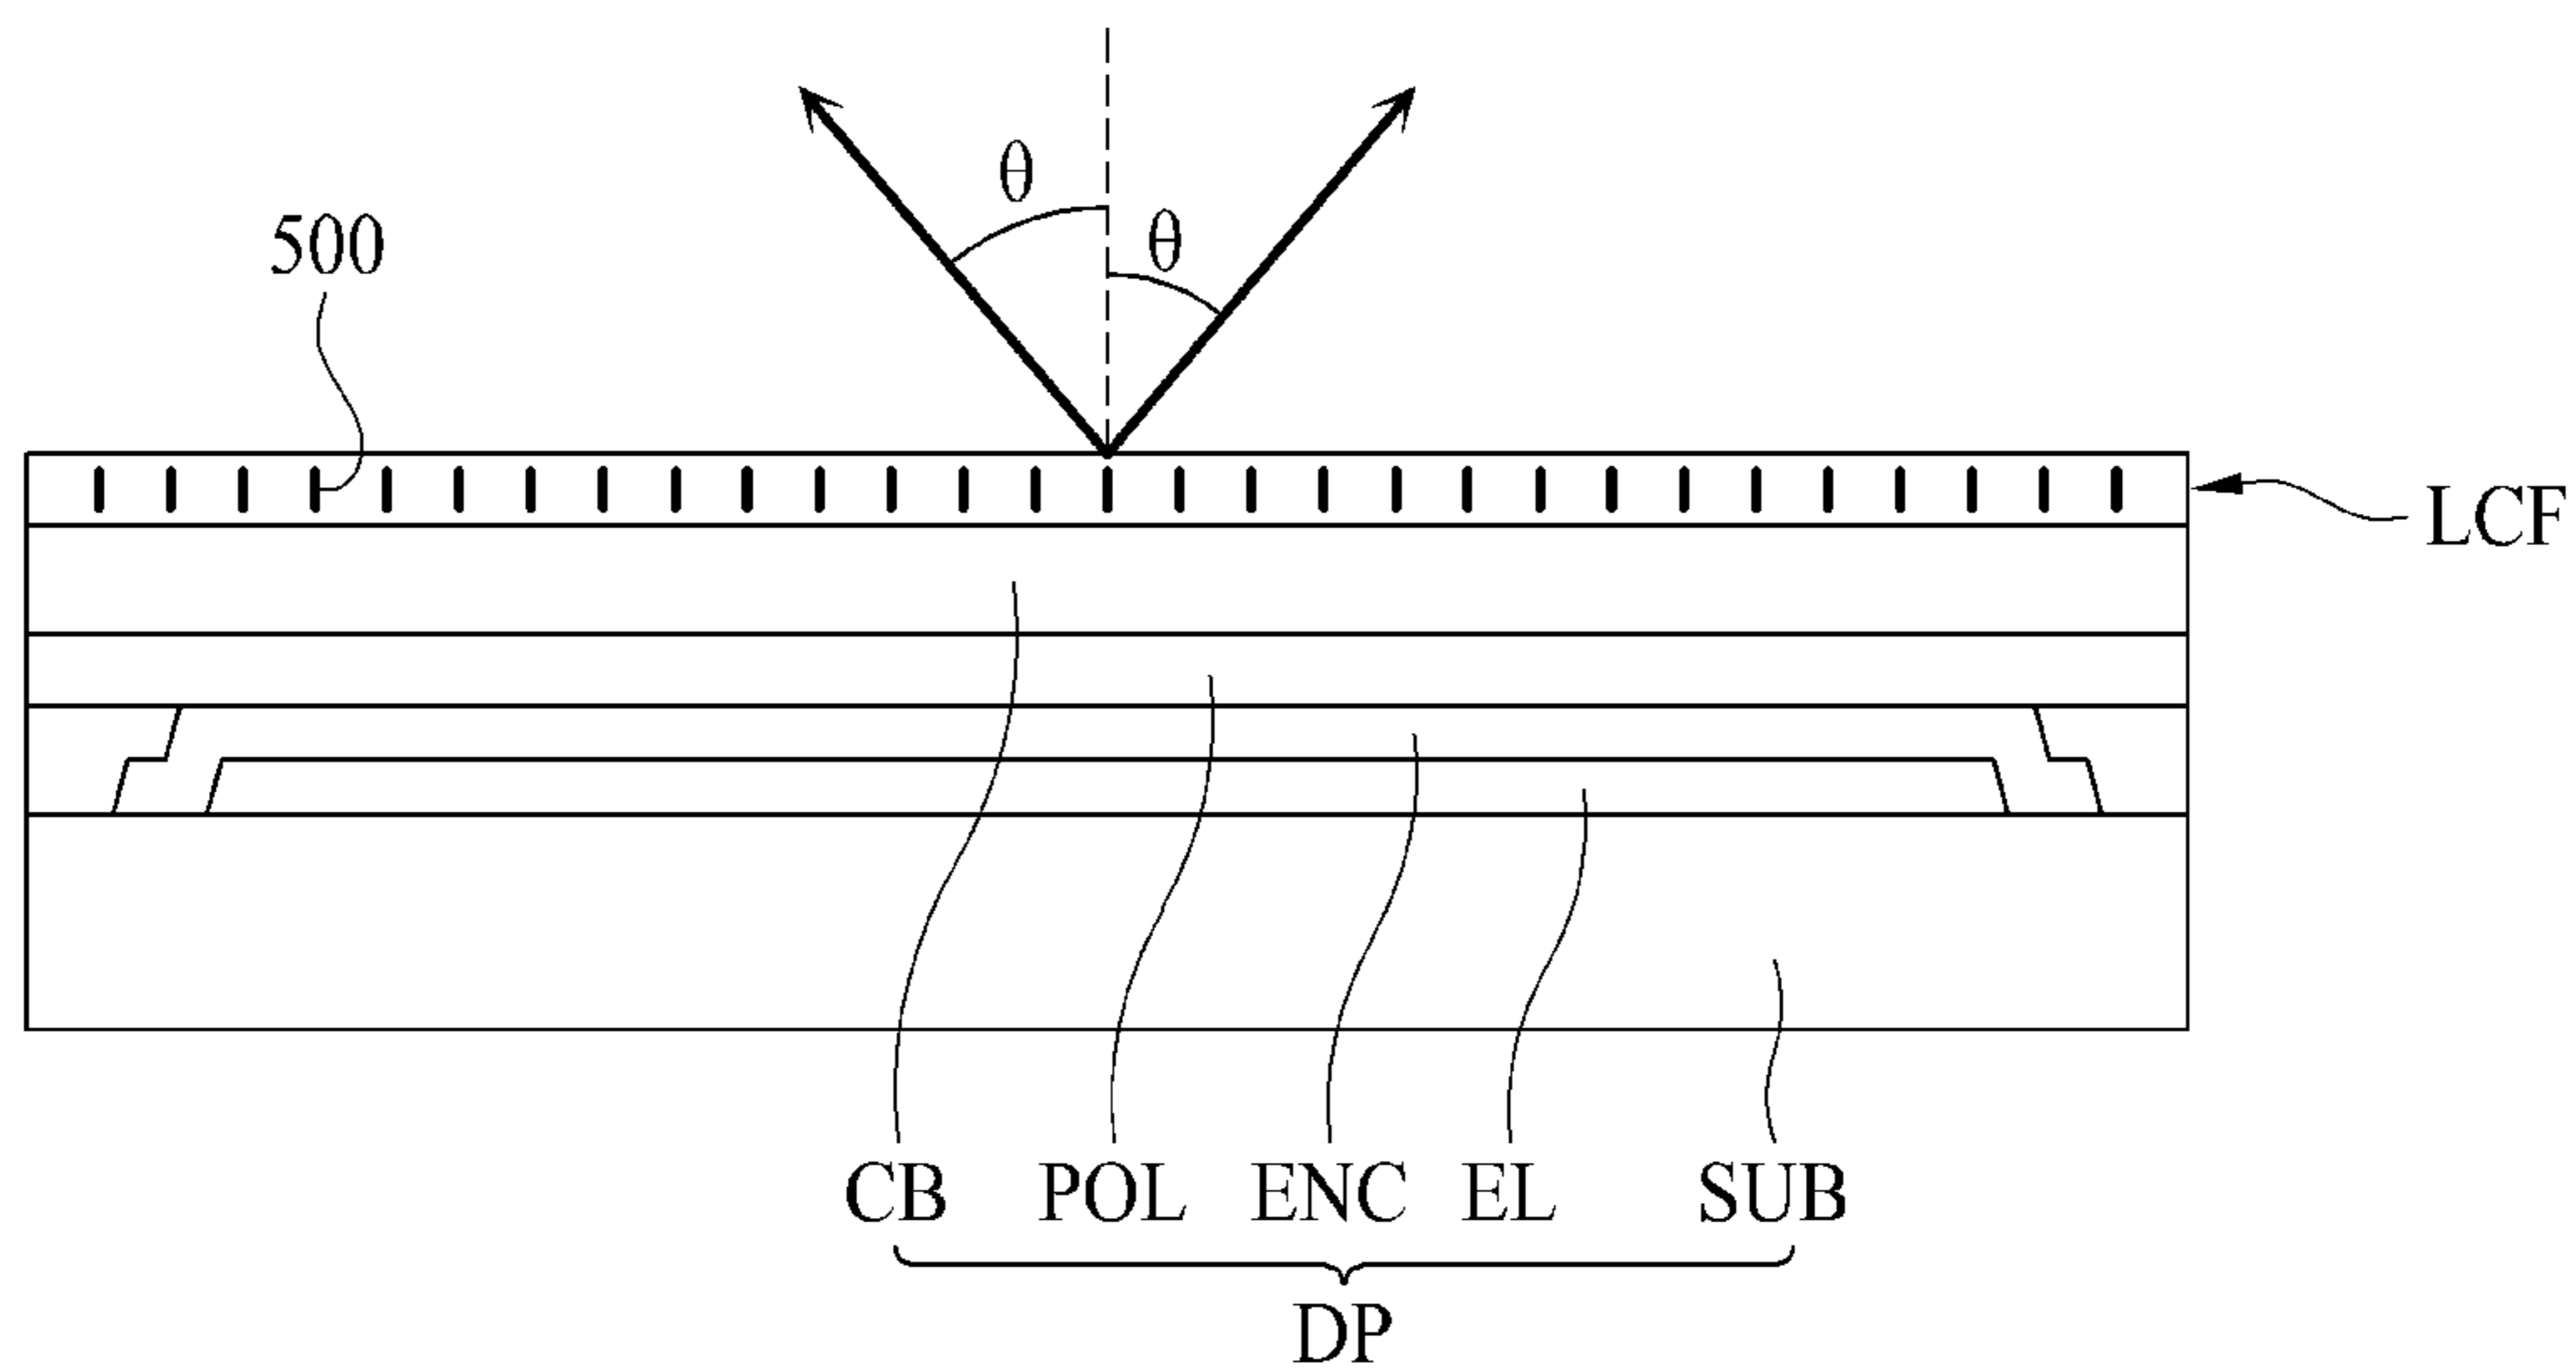 θ
θ
500
LCF
CB POL ENC EL SUB
DP